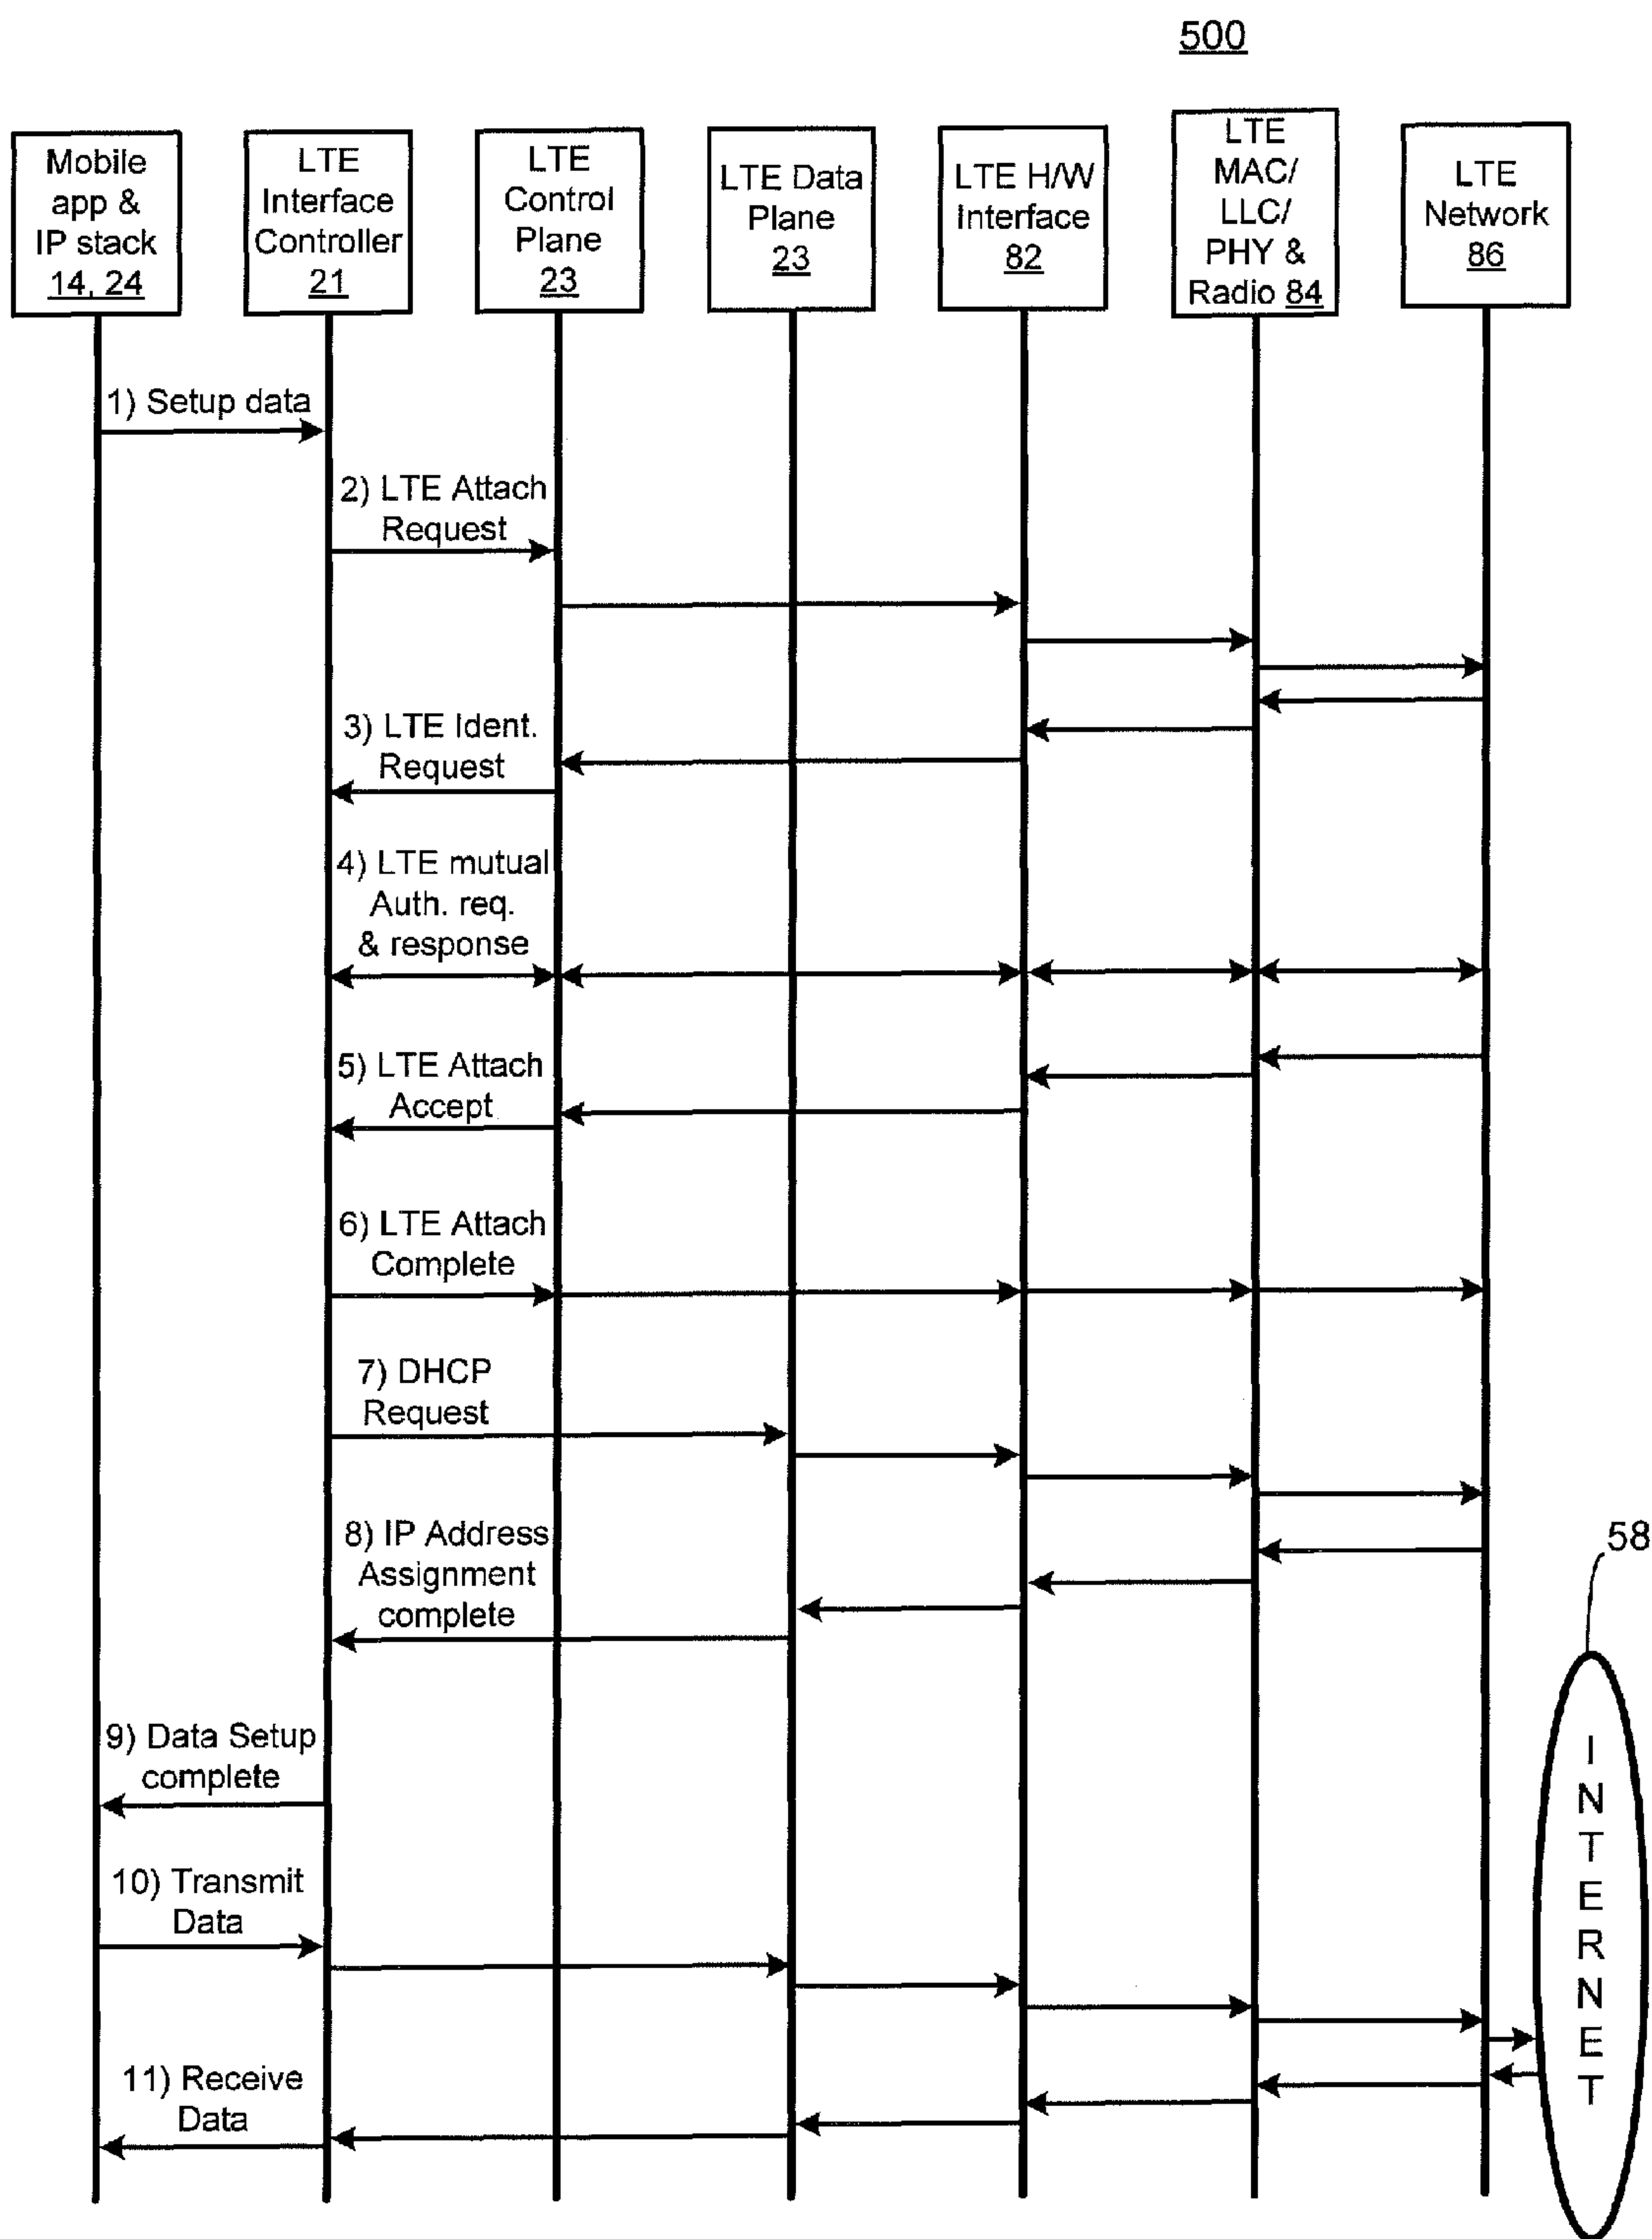 500
Mobile
app &
IP stack
14, 24
LTE
Interface
Controller
21
LTE
Control
Plane
23
LTE Data
Plane
23
LTE H/W
Interface
82
LTE
MAC/
LLC/
PHY &
Radio 84
LTE
Network
86
1) Setup data
2) LTE Attach
Request
3) LTE Ident.
Request
4) LTE mutual
Auth. req.
& response
5) LTE Attach
Accept
6) LTE Attach
Complete
7) DHCP
Request
8) IP Address
Assignment
complete
58
9) Data Setup
complete
10) Transmit
Data
11) Receive
Data
I
N
T
E
R
N
E
T